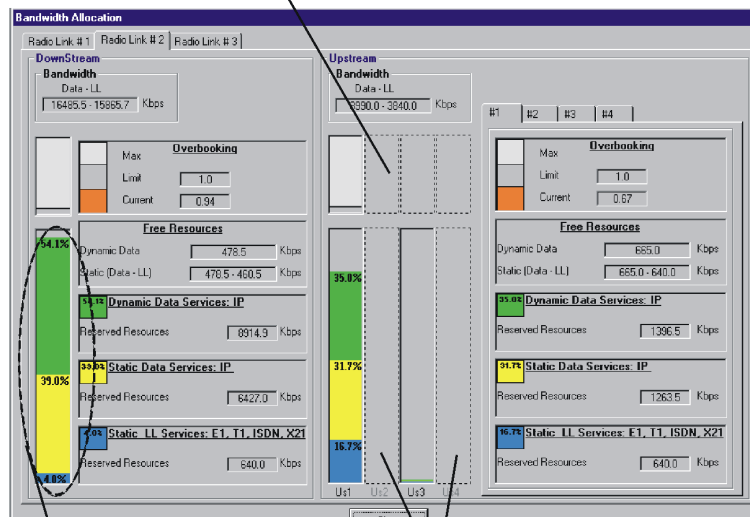 Bandwidth Allocation
Radio Link # 1
Radio Link # 2
Radio Link # 3
DownStream
Bandwidth
Data - LL
16485.5 - 15865.7 Kbps
Max
Overbooking
Limit 1.0
Current 0.94
Free Resources
Dynamic Data 478.5 Kbps
Static (Data - LL) 478.5 - 460.5 Kbps
54.1%
39.0%
4.0%
54.1% Dynamic Data Services: IP
Reserved Resources 8914.9 Kbps
39.0% Static Data Services: IP
Reserved Resources 6427.0 Kbps
4.0% Static LL Services: E1, T1, ISDN, X21
Reserved Resources 640.0 Kbps
Upstream
Bandwidth
Data - LL
3990.0 - 3840.0 Kbps
35.0%
31.7%
16.7%
Us1 Us2 Us3 Us4
#1 #2 #3 #4
Max
Overbooking
Limit 1.0
Current 0.67
Free Resources
Dynamic Data 665.0 Kbps
Static (Data - LL) 665.0 - 640.0 Kbps
35.0% Dynamic Data Services: IP
Reserved Resources 1396.5 Kbps
31.7% Static Data Services: IP
Reserved Resources 1263.5 Kbps
16.7% Static LL Services: E1, T1, ISDN, X21
Reserved Resources 640.0 Kbps